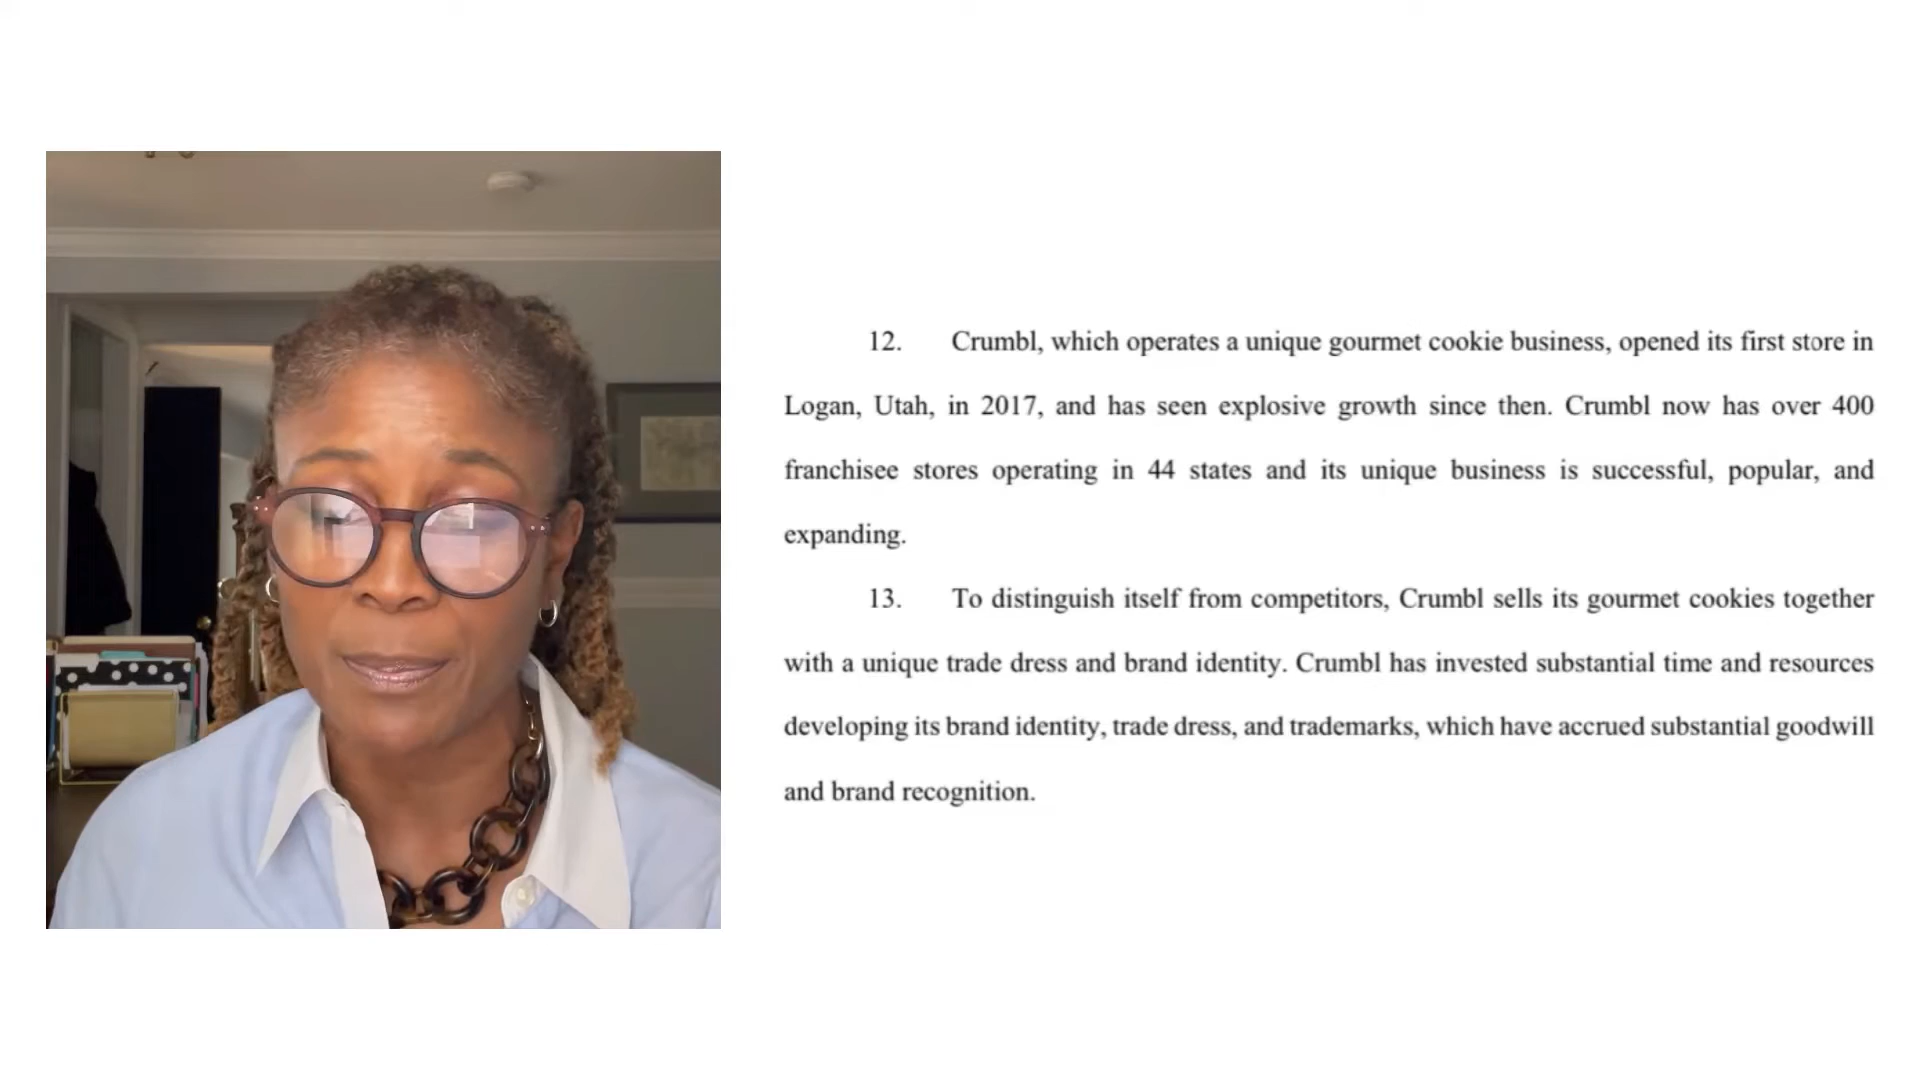 12. Crumbl, which operates a unique gourmet cookie business, opened its first store in
Logan, Utah, in 2017, and has seen explosive growth since then. Crumbl now has over 400
franchisee stores operating in 44 states and its unique business is successful, popular, and
expanding.
13. To distinguish itself from competitors, Crumbl sells its gourmet cookies together
with a unique trade dress and brand identity. Crumbl has invested substantial time and resources
developing its brand identity, trade dress, and trademarks, which have accrued substantial goodwill
and brand recognition.